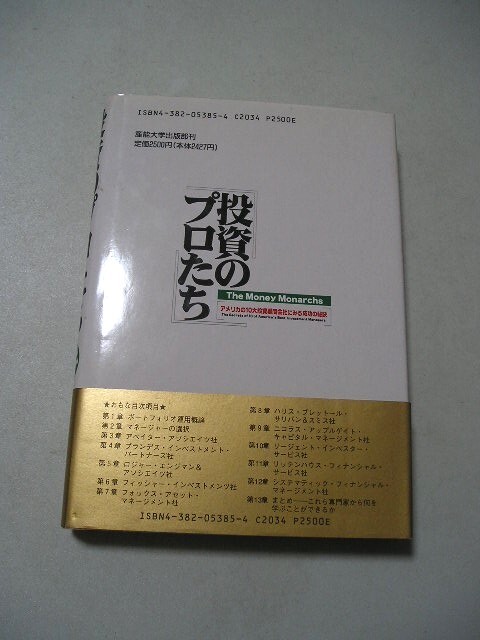 ISBN4-382-05385-4 C2034 P2500E
産能大学出版部刊
定価2500円(本体2427円)
投資の
プロたち
The Money Monarchs
アメリカの10大投資顧問会社にみる成功の秘訣
The Secrets of 10 of America's Best Investment Managers
★おもな目次項目★
第1章 ポートフォリオ運用概論
第2章 マネージャーの選択
第3章 アベイター・アソシエイツ社
第4章 ブランデス・インベストメント・
パートナーズ社
第5章 ロジャー・エンジマン&
アソシエイツ社
第6章 フィッシャー・インベストメンツ社
第7章 フォックス・アセット・
マネージメント社
第8章 ハリス・ブレットール・
サリバン&スミス社
第9章 ニコラス・アップルゲイト・
キャピタル・マネージメント社
第10章 リージェント・インベスター・
サービス社
第11章 リッテンハウス・フィナンシャル・
サービス社
第12章 システマティック・フィナンシャル・
マネージメント社
第13章 まとめ——これら専門家から何を
学ぶことができるか
ISBN4-382-05385-4 C2034 P2500E